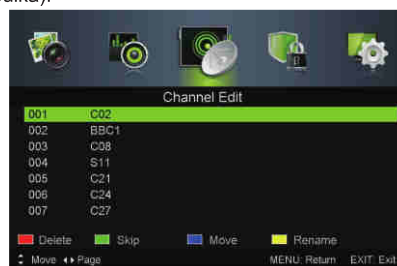 Channel Edit
001 C02
002 BBC1
003 C08
004 S11
005 C21
006 C24
007 C27
Delete Skip Move Rename
Move Page MENU: Return EXIT: Exit